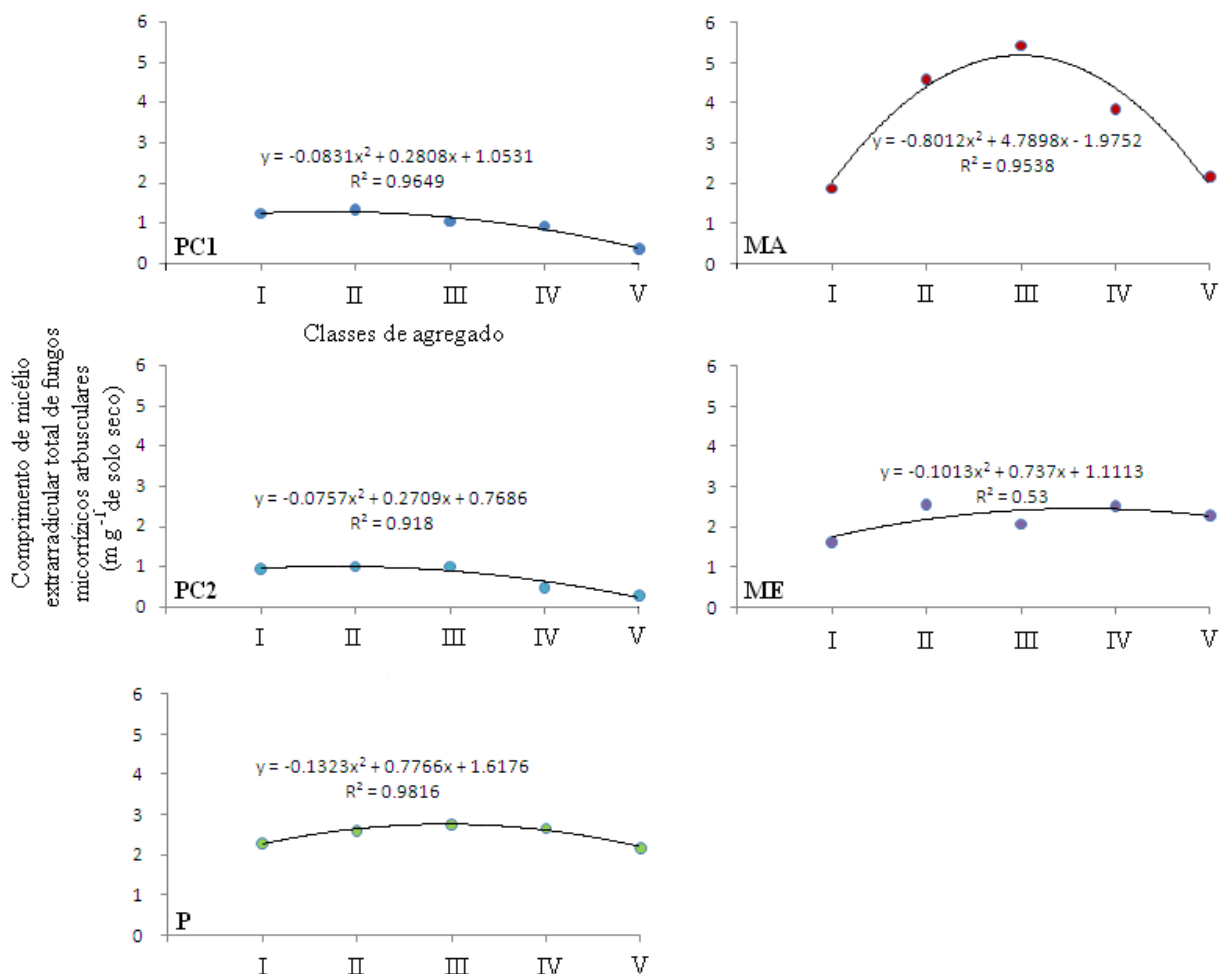 6
5
4
3
2
1
0
y = -0.0831x² + 0.2808x + 1.0531
R² = 0.9649
PC1
I II III IV V
Classes de agregado
6
5
4
3
2
1
0
y = -0.8012x² + 4.7898x - 1.9752
R² = 0.9538
MA
I II III IV V
Comprimento de micélio
extrarradicular total de fungos
micorrízicos arbusculares
(m g⁻¹ de solo seco)
6
5
4
3
2
1
0
y = -0.0757x² + 0.2709x + 0.7686
R² = 0.918
PC2
I II III IV V
6
5
4
3
2
1
0
y = -0.1013x² + 0.737x + 1.1113
R² = 0.53
ME
I II III IV V
6
5
4
3
2
1
0
y = -0.1323x² + 0.7766x + 1.6176
R² = 0.9816
P
I II III IV V